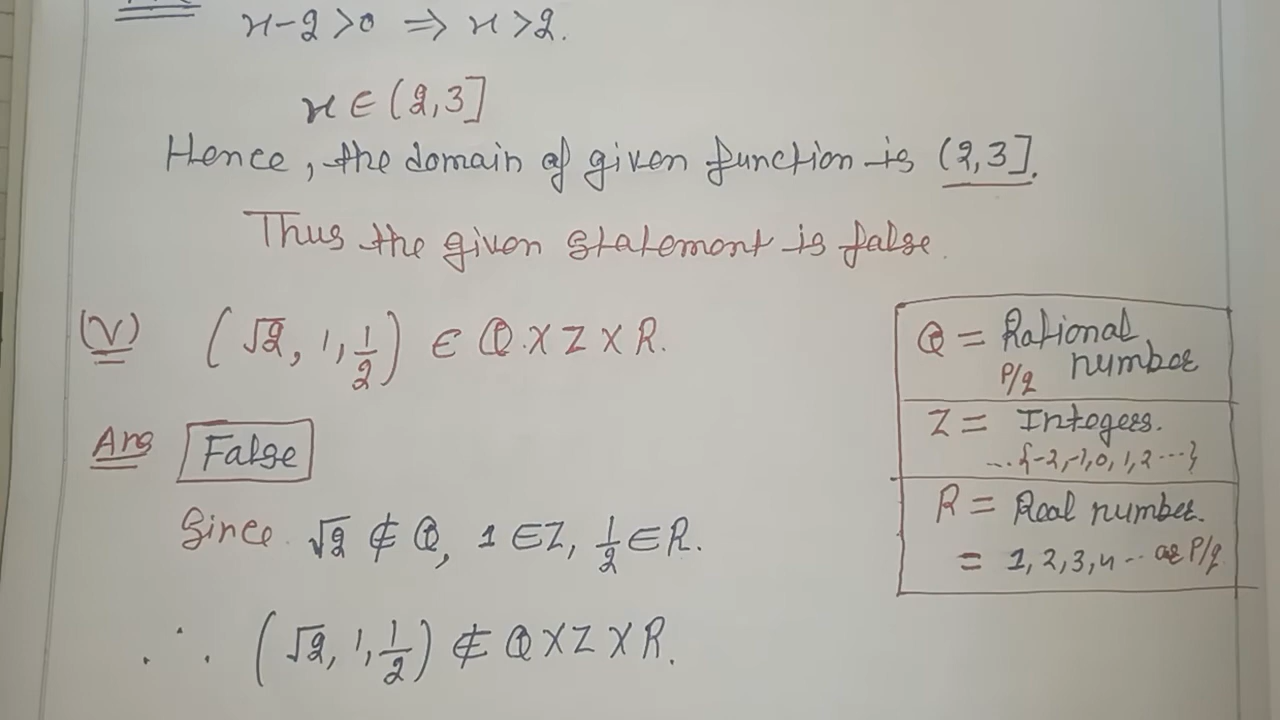 x-2>0 ⇒ x>2.
x∈(2,3]
Hence, the domain of given function is (2,3].
Thus the given statement is false.
(V) (√2, 1, 1/2) ∈ Q.XZXR.
Ans False
Since √2 ∉ Q, 1∈Z, 1/2∈R.
∴ (√2, 1, 1/2) ∉ QXZXR.
Q = Rational
P/q number
Z = Integers.
...{-2,-1,0,1,2...}
R = Real number.
= 1,2,3,4... or P/q